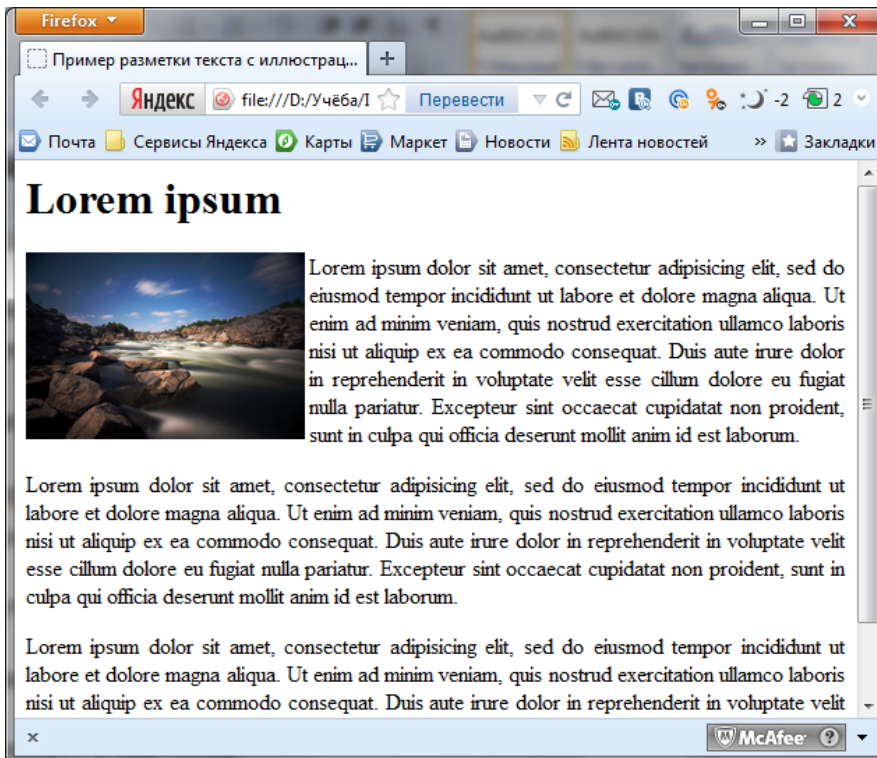 Firefox
Пример разметки текста с иллюстрац...
Яндекс file:///D:/Учёба/I Перевести -2 2
Почта Сервисы Яндекса Карты Маркет Новости Лента новостей » Закладки
Lorem ipsum
Lorem ipsum dolor sit amet, consectetur adipisicing elit, sed do
eiusmod tempor incididunt ut labore et dolore magna aliqua. Ut
enim ad minim veniam, quis nostrud exercitation ullamco laboris
nisi ut aliquip ex ea commodo consequat. Duis aute irure dolor
in reprehenderit in voluptate velit esse cillum dolore eu fugiat
nulla pariatur. Excepteur sint occaecat cupidatat non proident,
sunt in culpa qui officia deserunt mollit anim id est laborum.
Lorem ipsum dolor sit amet, consectetur adipisicing elit, sed do eiusmod tempor incididunt ut
labore et dolore magna aliqua. Ut enim ad minim veniam, quis nostrud exercitation ullamco laboris
nisi ut aliquip ex ea commodo consequat. Duis aute irure dolor in reprehenderit in voluptate velit
esse cillum dolore eu fugiat nulla pariatur. Excepteur sint occaecat cupidatat non proident, sunt in
culpa qui officia deserunt mollit anim id est laborum.
Lorem ipsum dolor sit amet, consectetur adipisicing elit, sed do eiusmod tempor incididunt ut
labore et dolore magna aliqua. Ut enim ad minim veniam, quis nostrud exercitation ullamco laboris
nisi ut aliquip ex ea commodo consequat. Duis aute irure dolor in reprehenderit in voluptate velit
McAfee ?